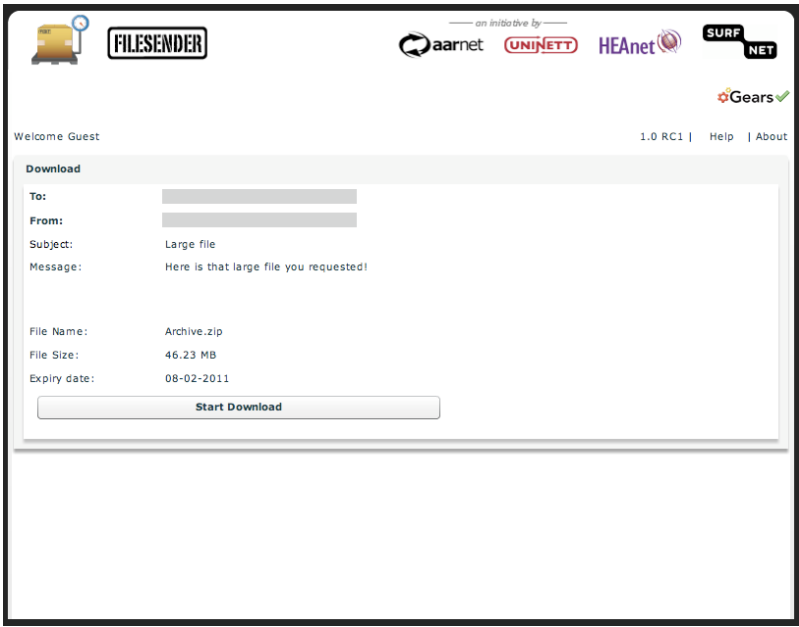 an initiative by
FILESENDER
aarnet
UNINETT
HEAnet
SURF
NET
Gears
Welcome Guest
1.0 RC1 | Help | About
Download
To:
From:
Subject: Large file
Message: Here is that large file you requested!
File Name: Archive.zip
File Size: 46.23 MB
Expiry date: 08-02-2011
Start Download